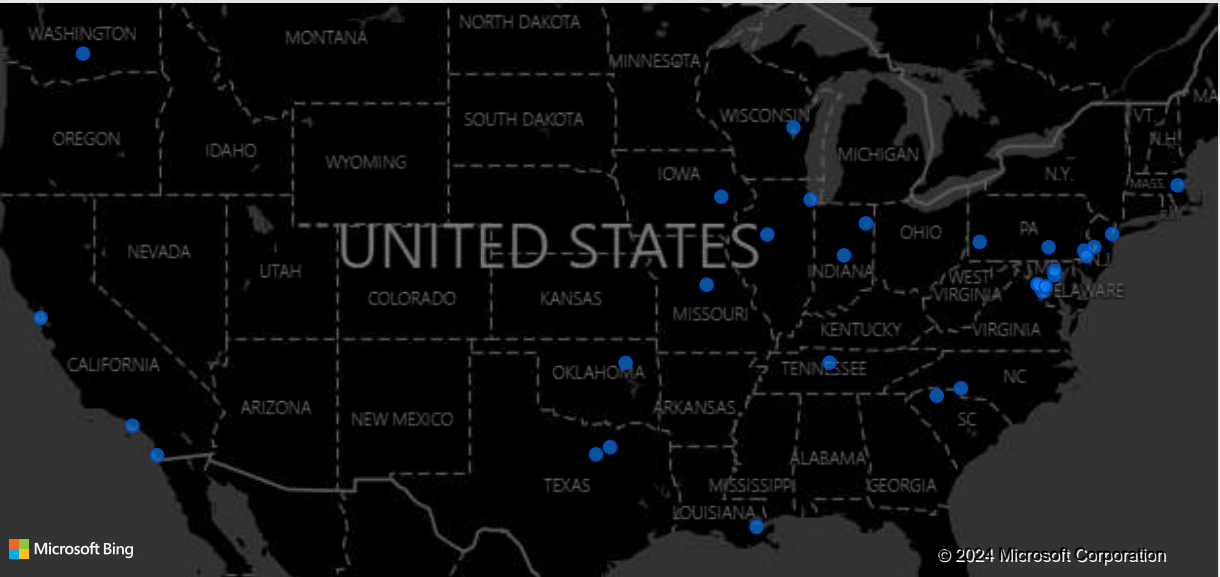 NORTH DAKOTA
WASHINGTON
MONTANA
MINNESOTA
MA
WISCONSIN
SOUTH DAKOTA
VT.
OREGON
N.H.
IDAHO
MICHIGAN
WYOMING
IOWA
N.Y.
MASS.
PA
OHIO
UNITED STATES
NEVADA
N.J.
UTAH
INDIANA
COLORADO
KANSAS
WEST
VIRGINIA
ELAWARE
MISSOURI
KENTUCKY
VIRGINIA
CALIFORNIA
OKLAHOMA
TENNESSEE
NC
ARIZONA
ARKANSAS
NEW MEXICO
SC
ALABAMA
TEXAS
MISSISSIPPI
GEORGIA
LOUISIANA
Microsoft Bing
© 2024 Microsoft Corporation